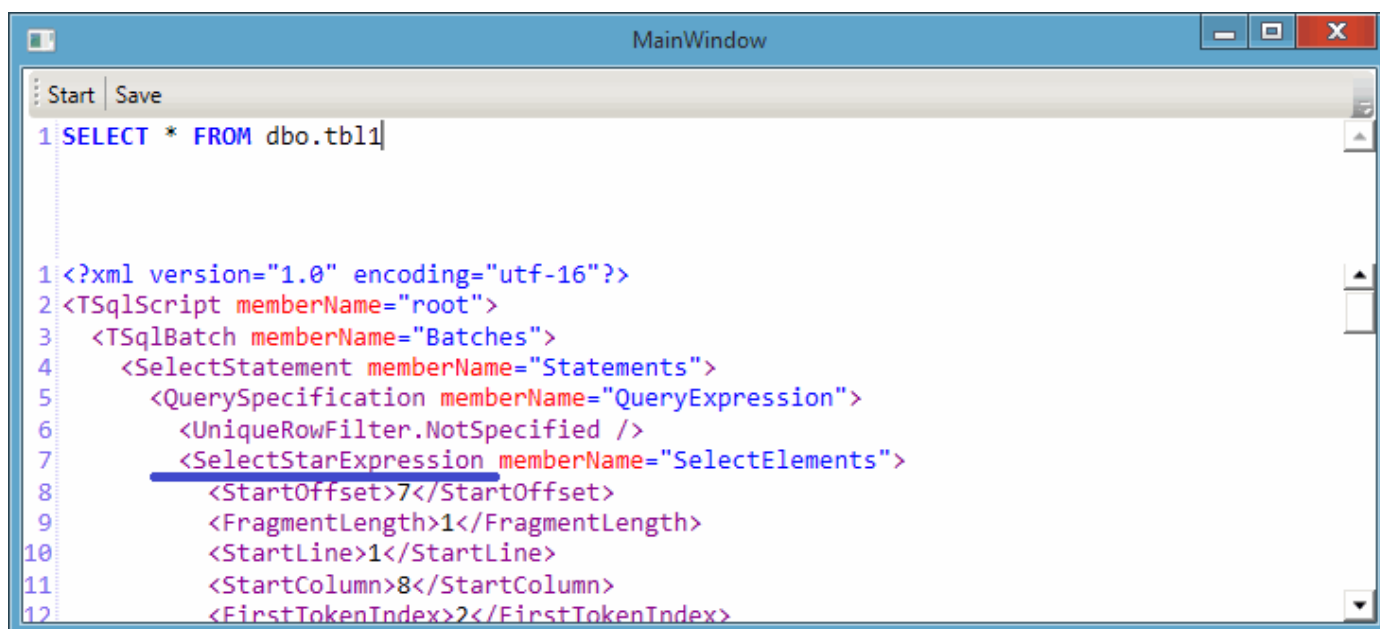 MainWindow
Start Save
1 SELECT * FROM dbo.tbl1
1 <?xml version="1.0" encoding="utf-16"?>
2 <TSqlScript memberName="root">
3 <TSqlBatch memberName="Batches">
4 <SelectStatement memberName="Statements">
5 <QuerySpecification memberName="QueryExpression">
6 <UniqueRowFilter.NotSpecified />
7 <SelectStarExpression memberName="SelectElements">
8 <StartOffset>7</StartOffset>
9 <FragmentLength>1</FragmentLength>
10 <StartLine>1</StartLine>
11 <StartColumn>8</StartColumn>
12 <FirstTokenIndex>2</FirstTokenIndex>